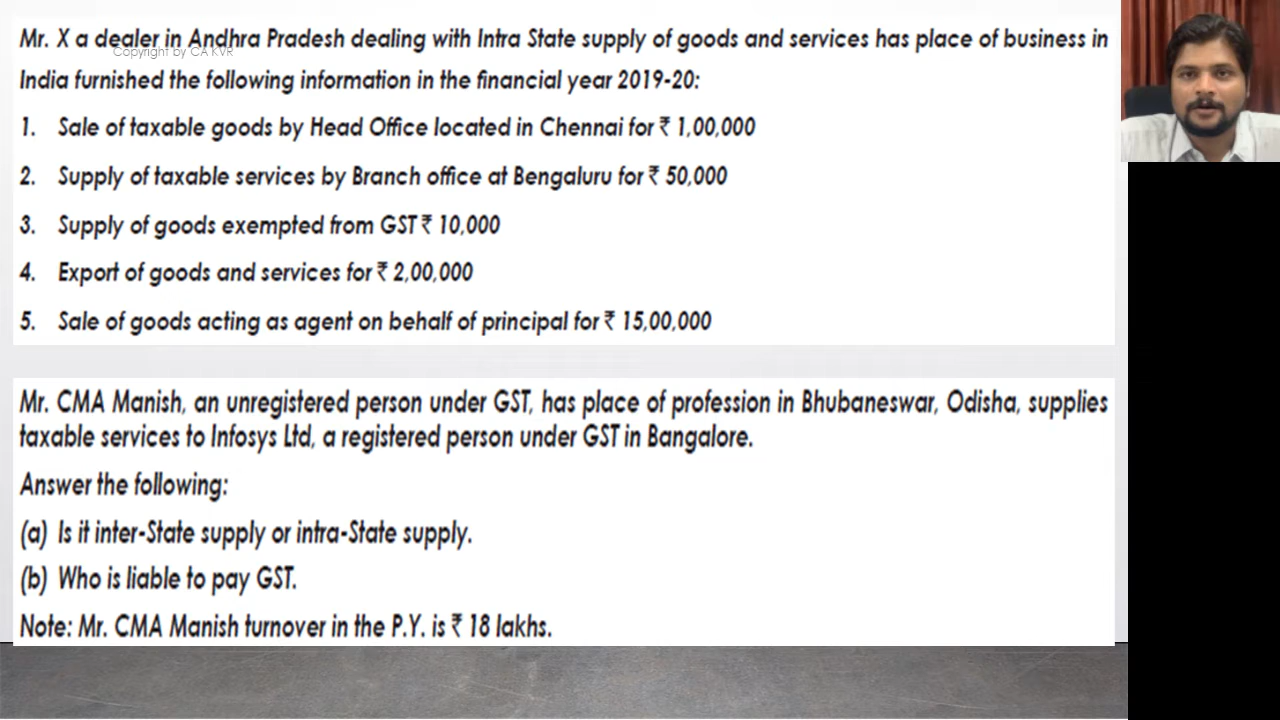 Mr. X a dealer in Andhra Pradesh dealing with Intra State supply of goods and services has place of business in
Copyright by CA KVR
India furnished the following information in the financial year 2019-20:
1. Sale of taxable goods by Head Office located in Chennai for ₹ 1,00,000
2. Supply of taxable services by Branch office at Bengaluru for ₹ 50,000
3. Supply of goods exempted from GST ₹ 10,000
4. Export of goods and services for ₹ 2,00,000
5. Sale of goods acting as agent on behalf of principal for ₹ 15,00,000
Mr. CMA Manish, an unregistered person under GST, has place of profession in Bhubaneswar, Odisha, supplies
taxable services to Infosys Ltd, a registered person under GST in Bangalore.
Answer the following:
(a) Is it inter-State supply or intra-State supply.
(b) Who is liable to pay GST.
Note: Mr. CMA Manish turnover in the P.Y. is ₹ 18 lakhs.